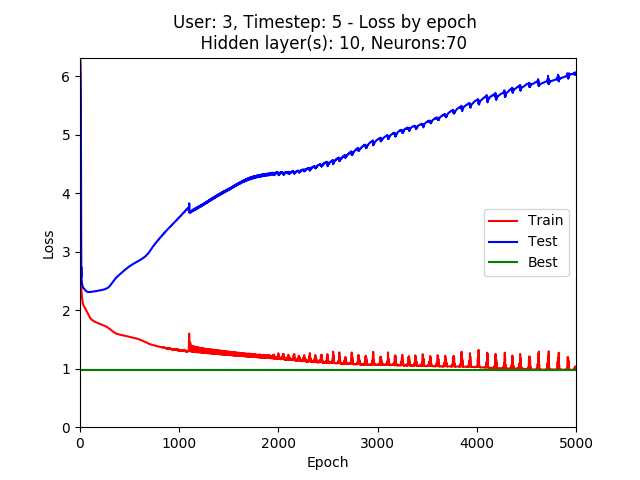 User: 3, Timestep: 5 - Loss by epoch
Hidden layer(s): 10, Neurons:70
6
5
4
3
2
1
0
Loss
Train
Test
Best
0 1000 2000 3000 4000 5000
Epoch